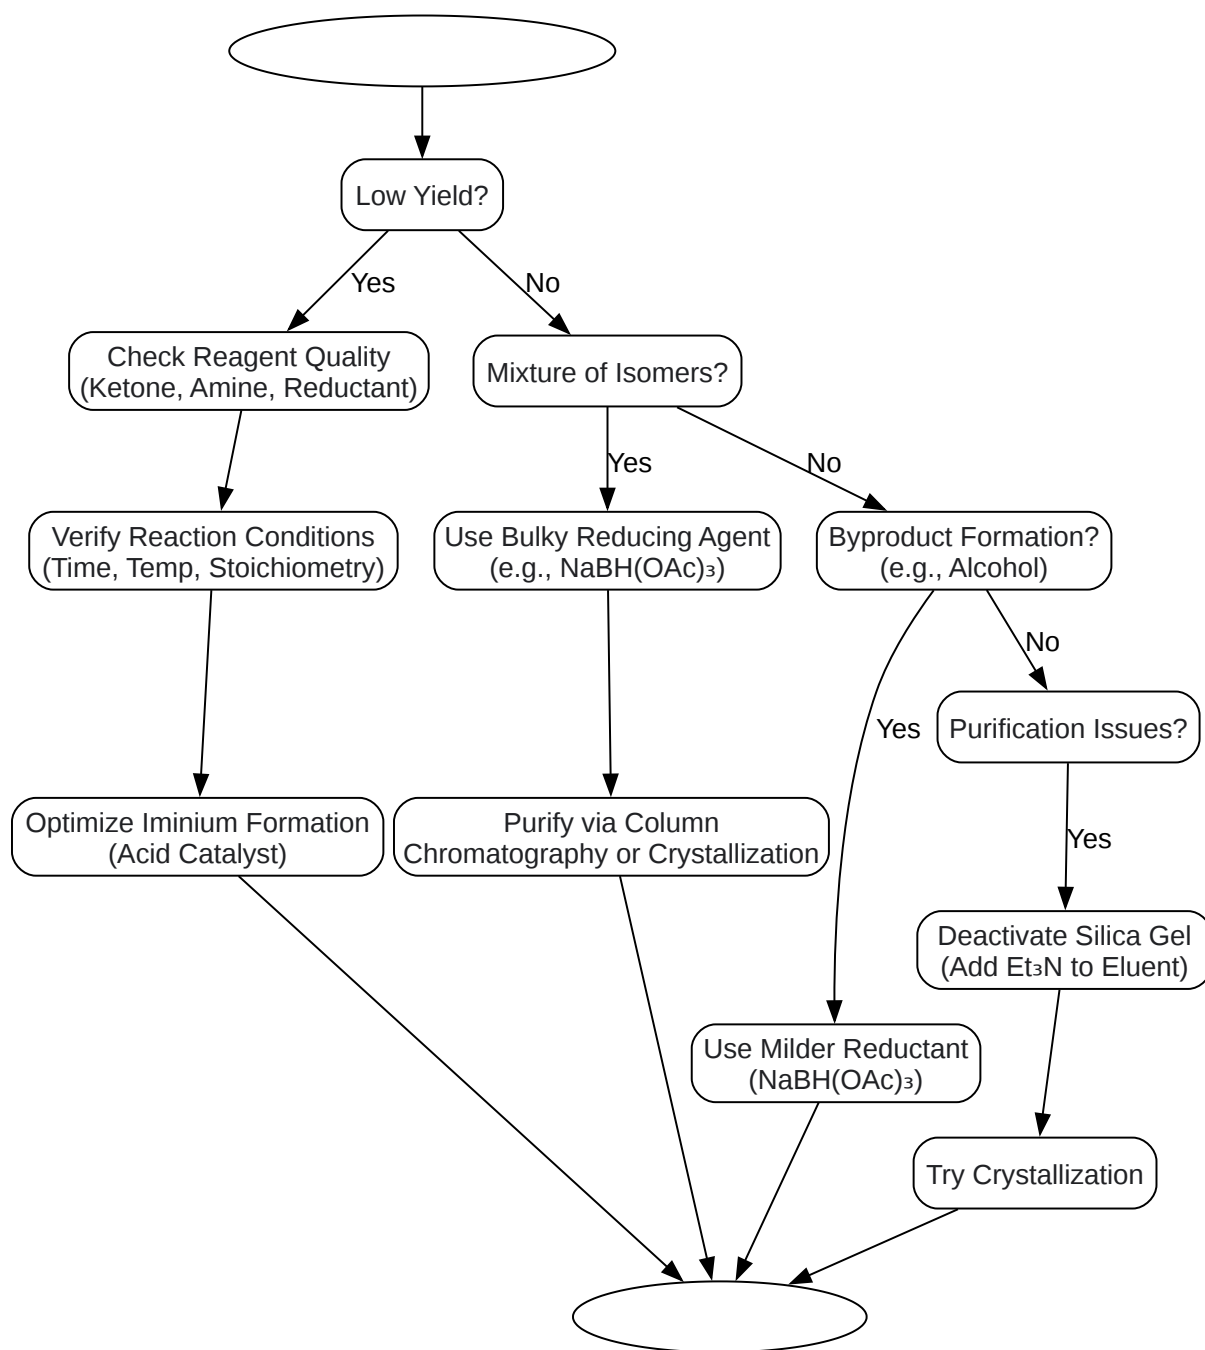 Low Yield?
Yes
No
Check Reagent Quality
(Ketone, Amine, Reductant)
Mixture of Isomers?
Yes
No
Verify Reaction Conditions
(Time, Temp, Stoichiometry)
Use Bulky Reducing Agent
(e.g., NaBH(OAc)₃)
Byproduct Formation?
(e.g., Alcohol)
No
Yes
Purification Issues?
Optimize Iminium Formation
(Acid Catalyst)
Purify via Column
Chromatography or Crystallization
Yes
Deactivate Silica Gel
(Add Et₃N to Eluent)
Use Milder Reductant
(NaBH(OAc)₃)
Try Crystallization